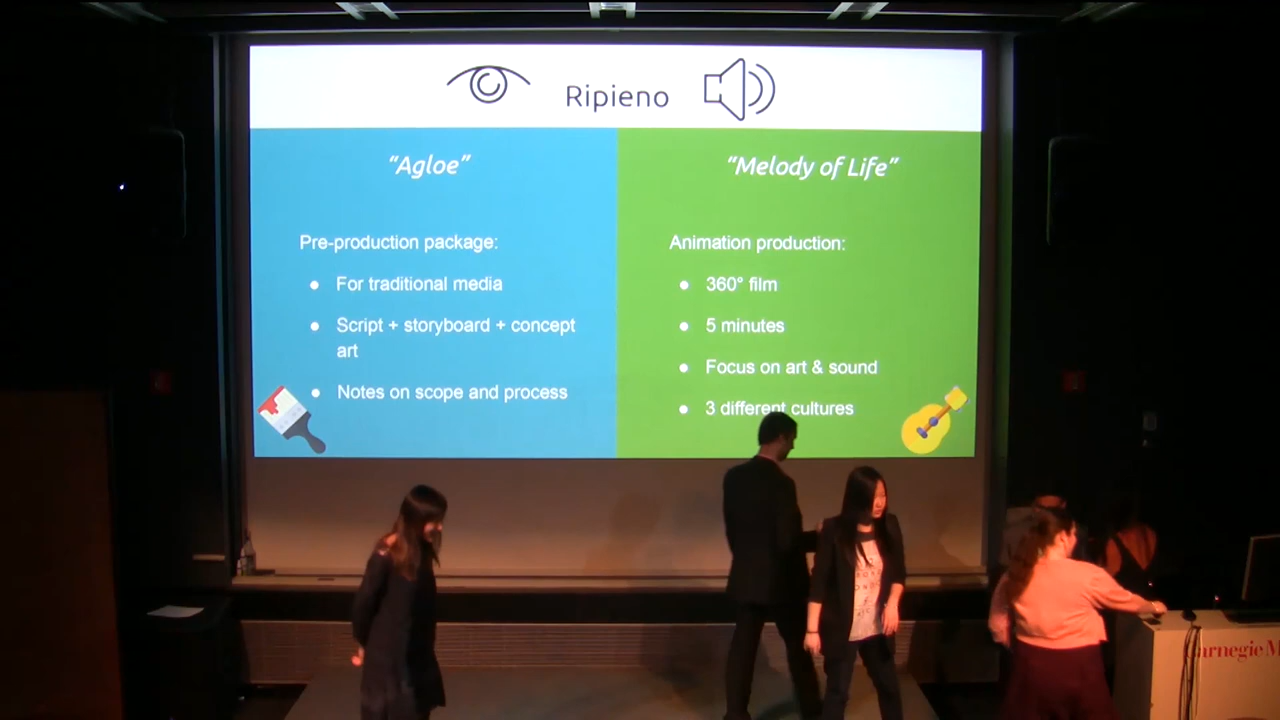 Ripieno
“Agloe”
Pre-production package:
● For traditional media
● Script + storyboard + concept
art
● Notes on scope and process
“Melody of Life”
Animation production:
● 360° film
● 5 minutes
● Focus on art & sound
● 3 different cultures
Carnegie M